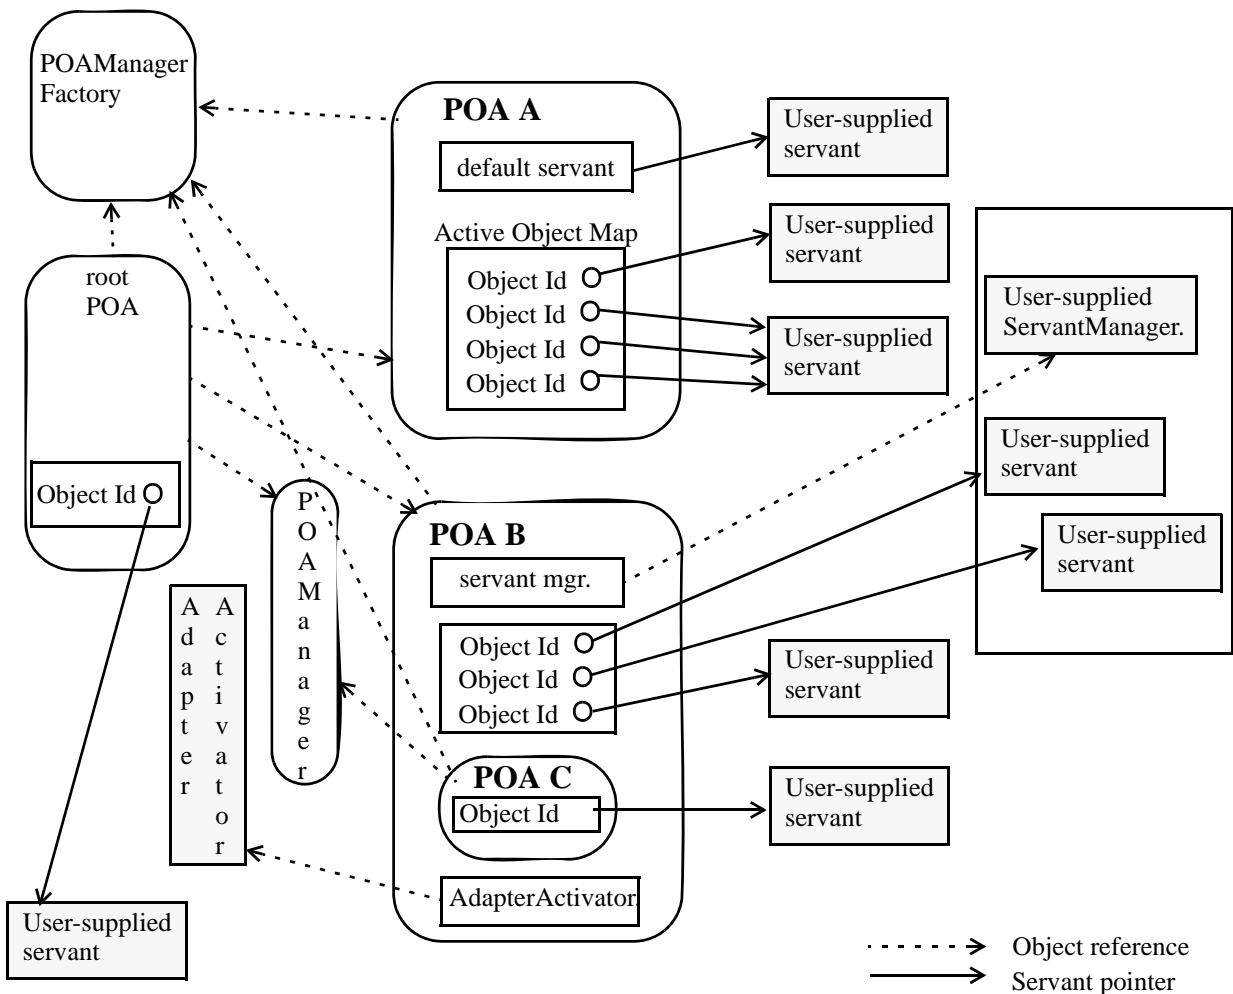 POAManager
Factory
POA A
default servant
Active Object Map
Object Id
Object Id
Object Id
Object Id
User-supplied
servant
User-supplied
servant
User-supplied
servant
root
POA
Object Id
User-supplied
servant
POAManager
Adapter
Activator
POA B
servant mgr.
Object Id
Object Id
Object Id
POA C
Object Id
AdapterActivator.
User-supplied
ServantManager.
User-supplied
servant
User-supplied
servant
User-supplied
servant
User-supplied
servant
Object reference
Servant pointer